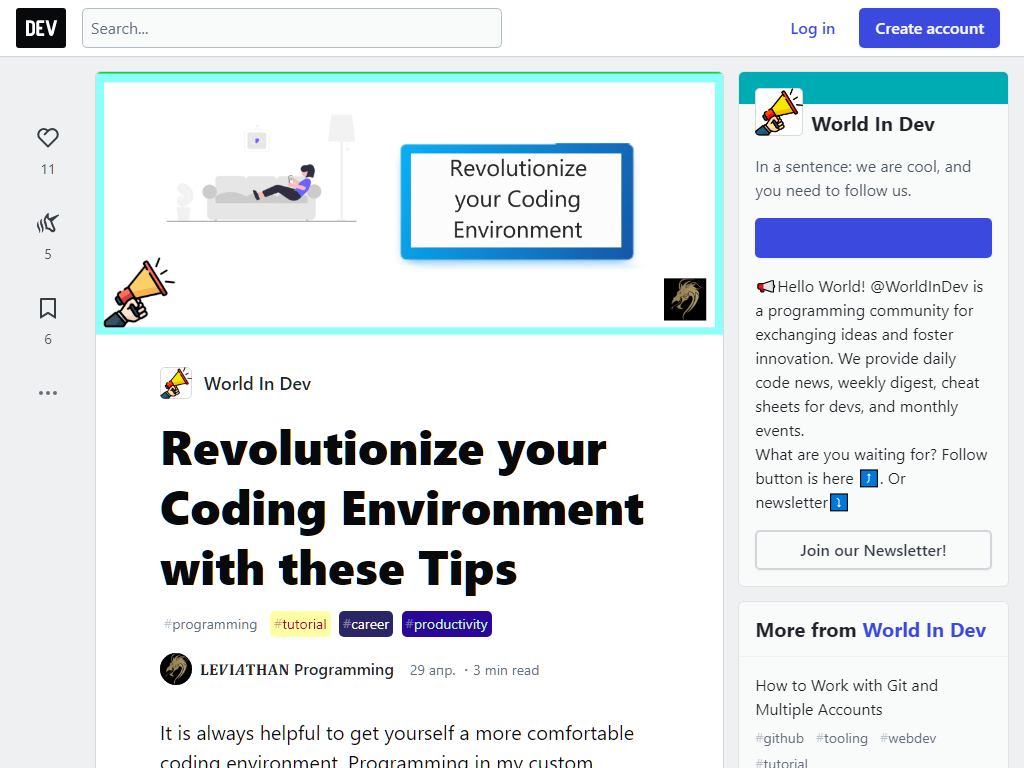 DEV
Search...
Log in
Create account
11
5
6
Revolutionize
your Coding
Environment
World In Dev
Revolutionize your
Coding Environment
with these Tips
#programming #tutorial #career #productivity
LEVIATHAN Programming 29 апр. · 3 min read
It is always helpful to get yourself a more comfortable
coding environment. Programming in my custom
World In Dev
In a sentence: we are cool, and
you need to follow us.
📢Hello World! @WorldInDev is
a programming community for
exchanging ideas and foster
innovation. We provide daily
code news, weekly digest, cheat
sheets for devs, and monthly
events.
What are you waiting for? Follow
button is here ⤴. Or
newsletter⤵
Join our Newsletter!
More from World In Dev
How to Work with Git and
Multiple Accounts
#github #tooling #webdev
#tutorial